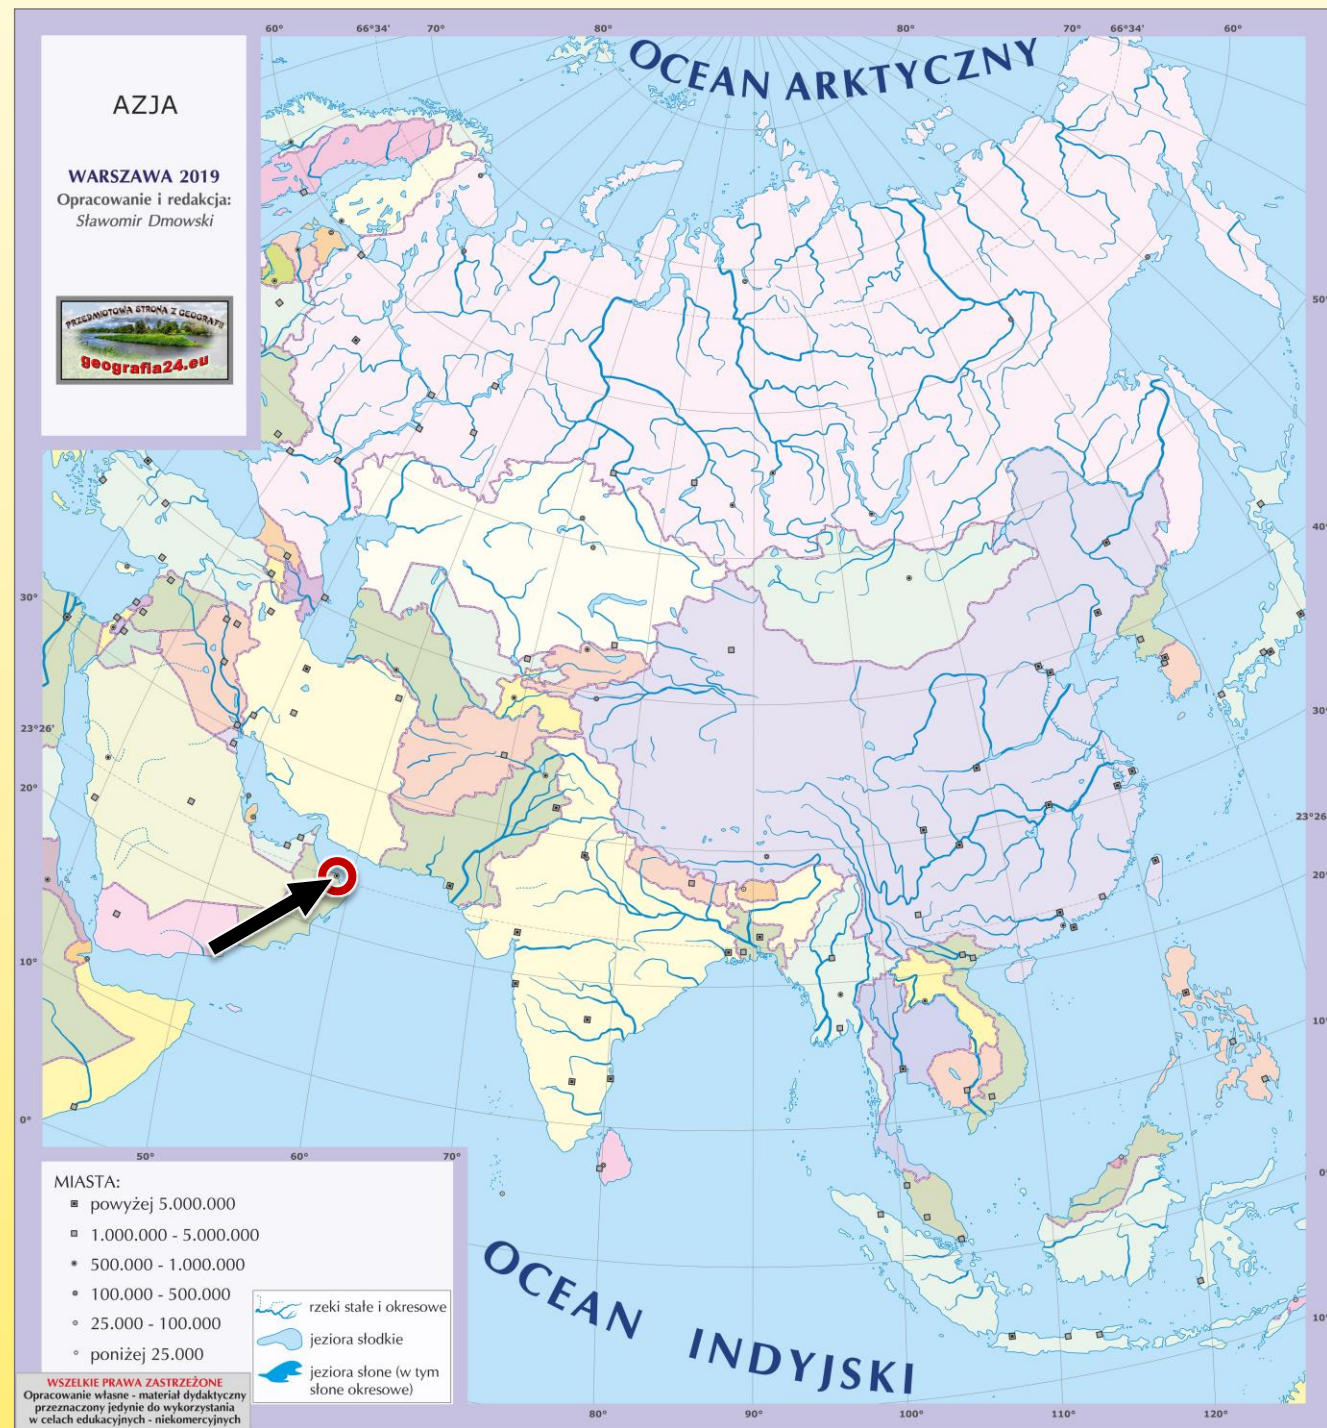 60° 66°34' 70° 80° 80° 70° 66°34' 60°
AZJA
WARSZAWA 2019
Opracowanie i redakcja:
Sławomir Dmowski
PRZEDMIOTOWA STRONA Z GEOGRAFII
geografia24.eu
OCEAN ARKTYCZNY
50°
40°
30°
30°
23°26'
20°
23°26'
20°
10°
10°
0°
0°
10°
50° 60° 70°
MIASTA:
powyżej 5.000.000
1.000.000 - 5.000.000
500.000 - 1.000.000
100.000 - 500.000
25.000 - 100.000
poniżej 25.000
rzeki stałe i okresowe
jeziora słodkie
jeziora słone (w tym
słone okresowe)
OCEAN INDYJSKI
WSZELKIE PRAWA ZASTRZEŻONE
Opracowanie własne - materiał dydaktyczny
przeznaczony jedynie do wykorzystania
w celach edukacyjnych - niekomercyjnych
80° 90° 100° 110° 120°